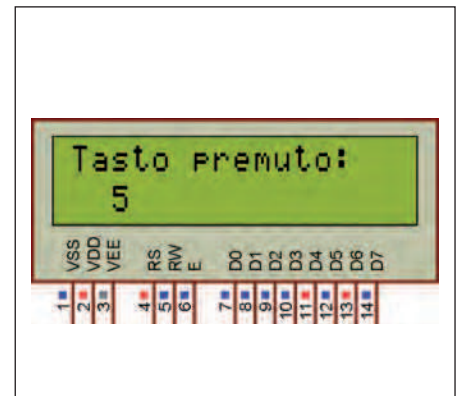 Tasto premuto:
5
VSS VDD VEE RS RW E D0 D1 D2 D3 D4 D5 D6 D7
1 2 3 4 5 6 7 8 9 10 11 12 13 14